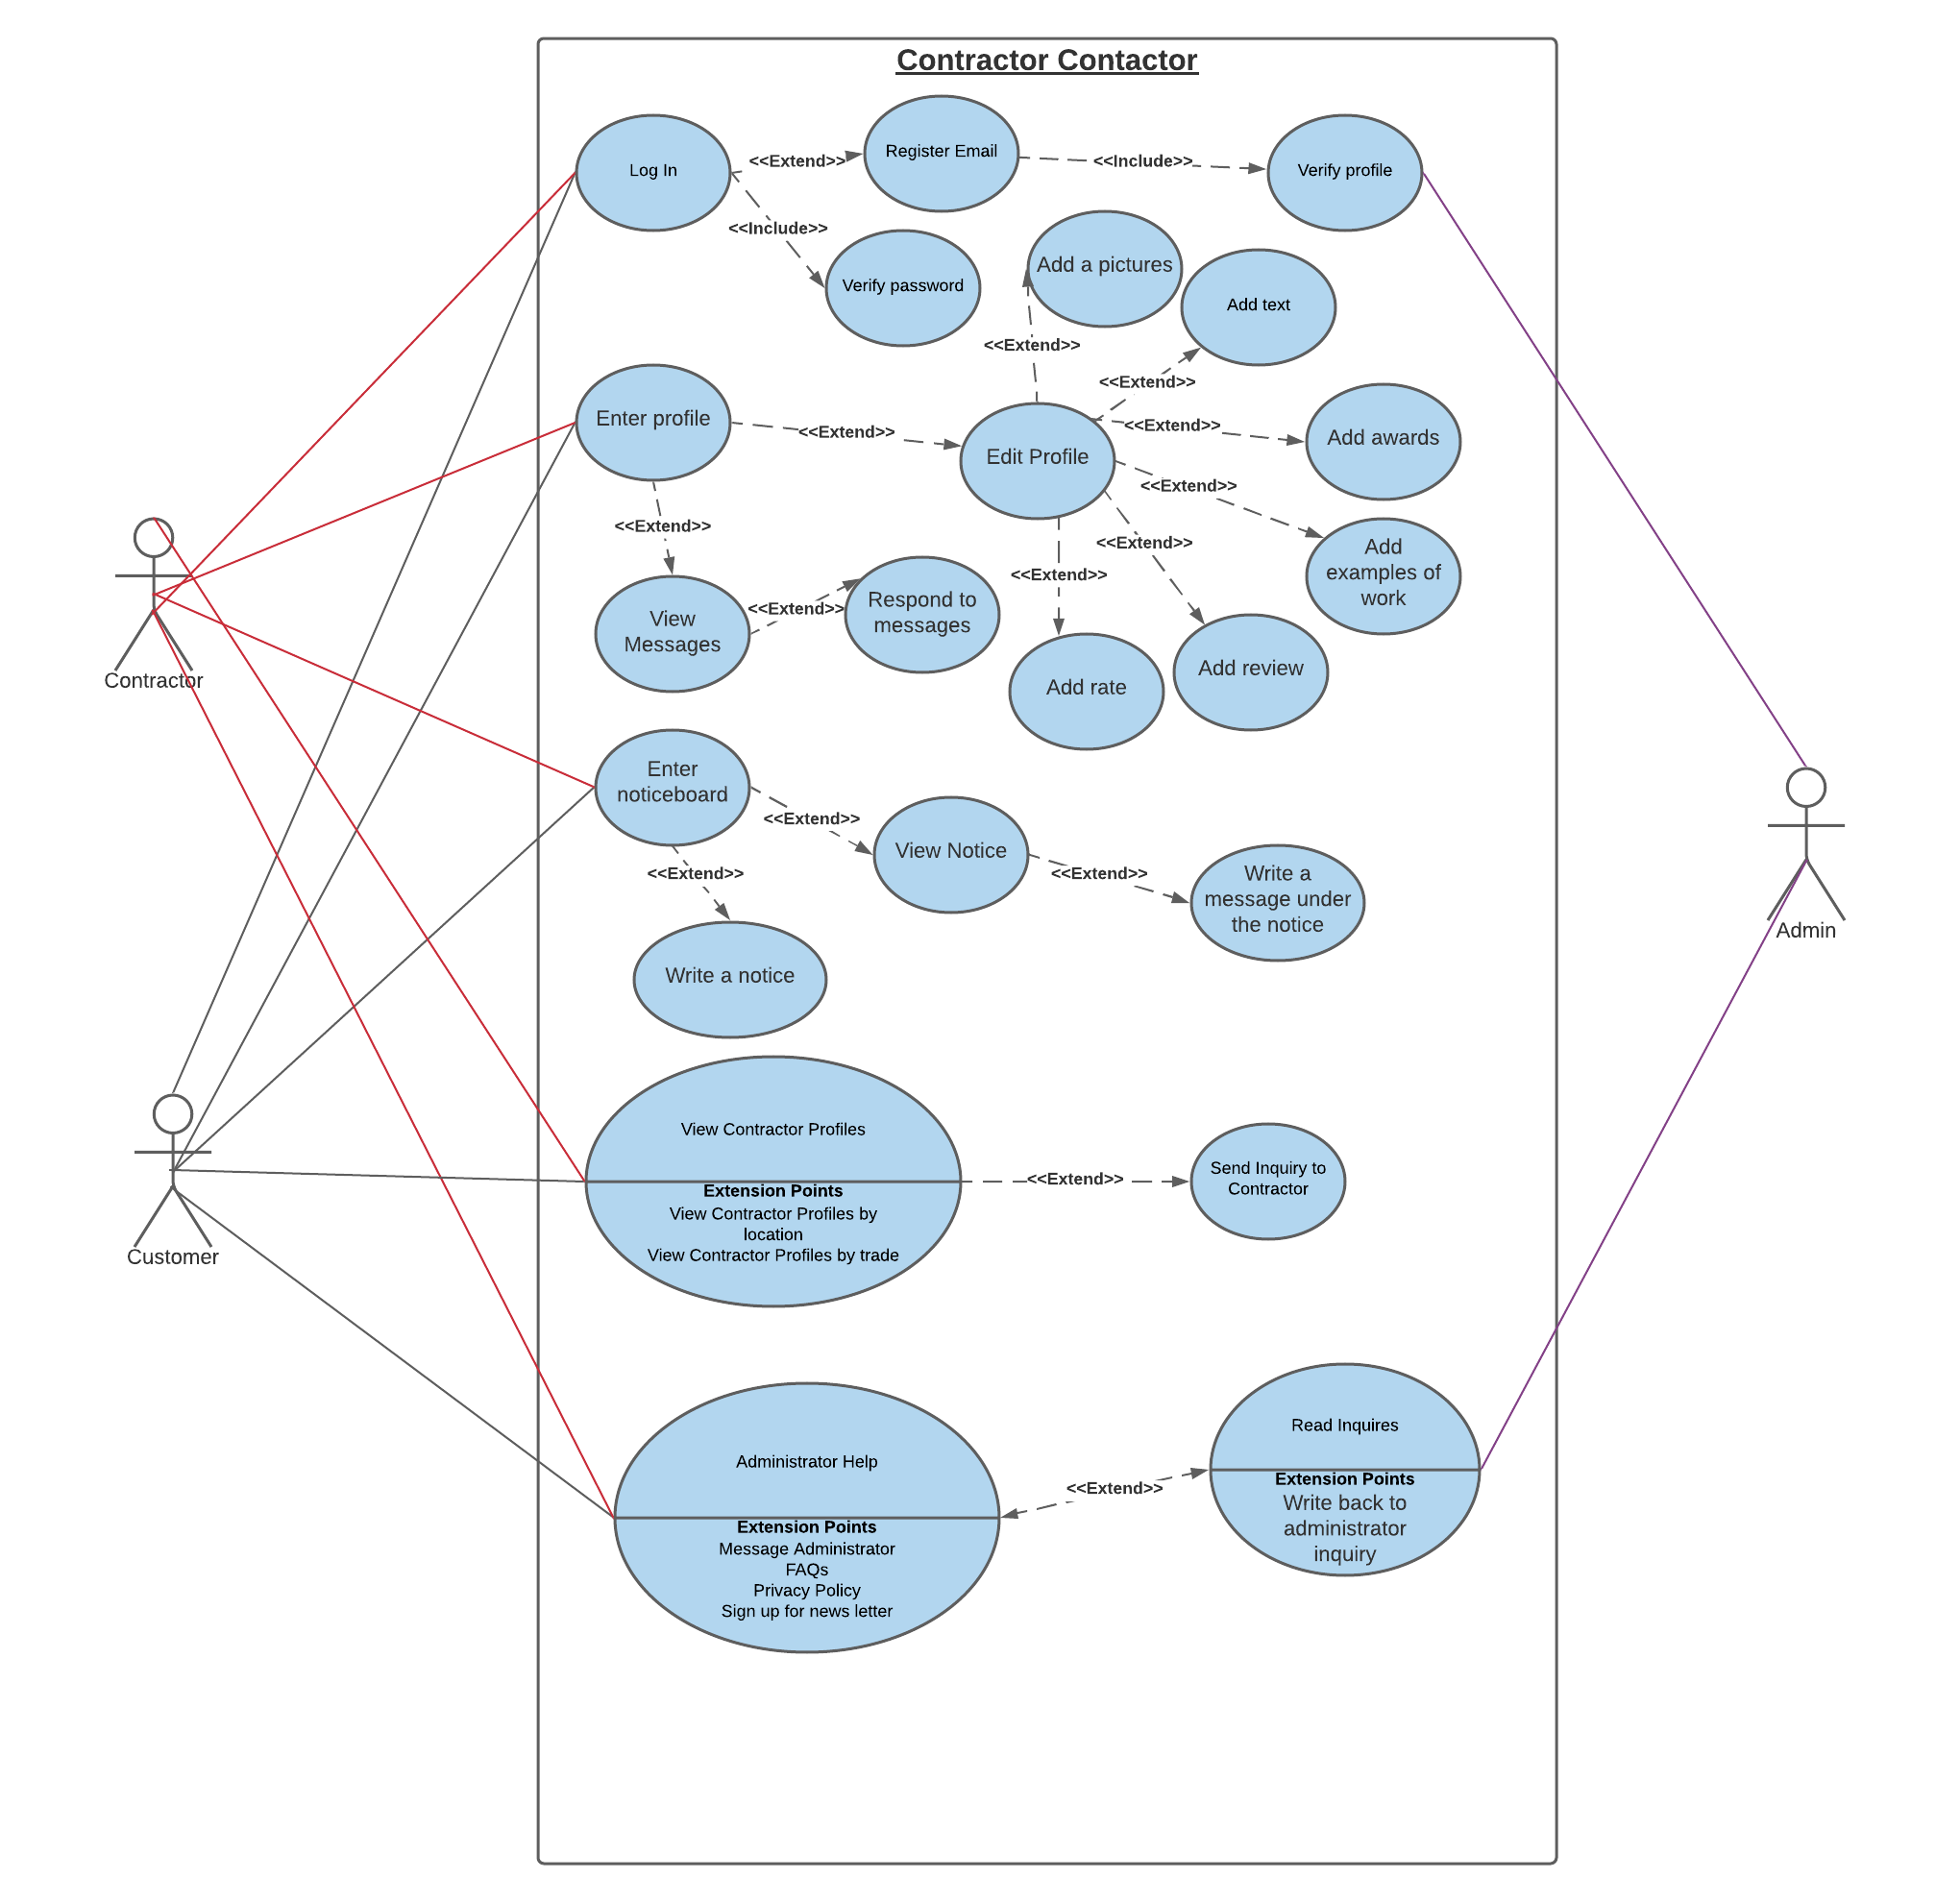 Contractor Contactor
Log In
<<Extend>>
Register Email
<<Include>>
Verify profile
<<Include>>
Verify password
Add a pictures
Add text
<<Extend>>
<<Extend>>
Enter profile
<<Extend>>
Edit Profile
<<Extend>>
Add awards
<<Extend>>
<<Extend>>
<<Extend>>
Add
examples of
work
<<Extend>>
View
Messages
<<Extend>>
Respond to
messages
Add rate
Add review
Contractor
Enter
noticeboard
<<Extend>>
View Notice
<<Extend>>
Write a
message under
the notice
<<Extend>>
Write a notice
Admin
View Contractor Profiles
Extension Points
View Contractor Profiles by
location
View Contractor Profiles by trade
<<Extend>>
Send Inquiry to
Contractor
Customer
Administrator Help
Extension Points
Message Administrator
FAQs
Privacy Policy
Sign up for news letter
<<Extend>>
Read Inquires
Extension Points
Write back to
administrator
inquiry